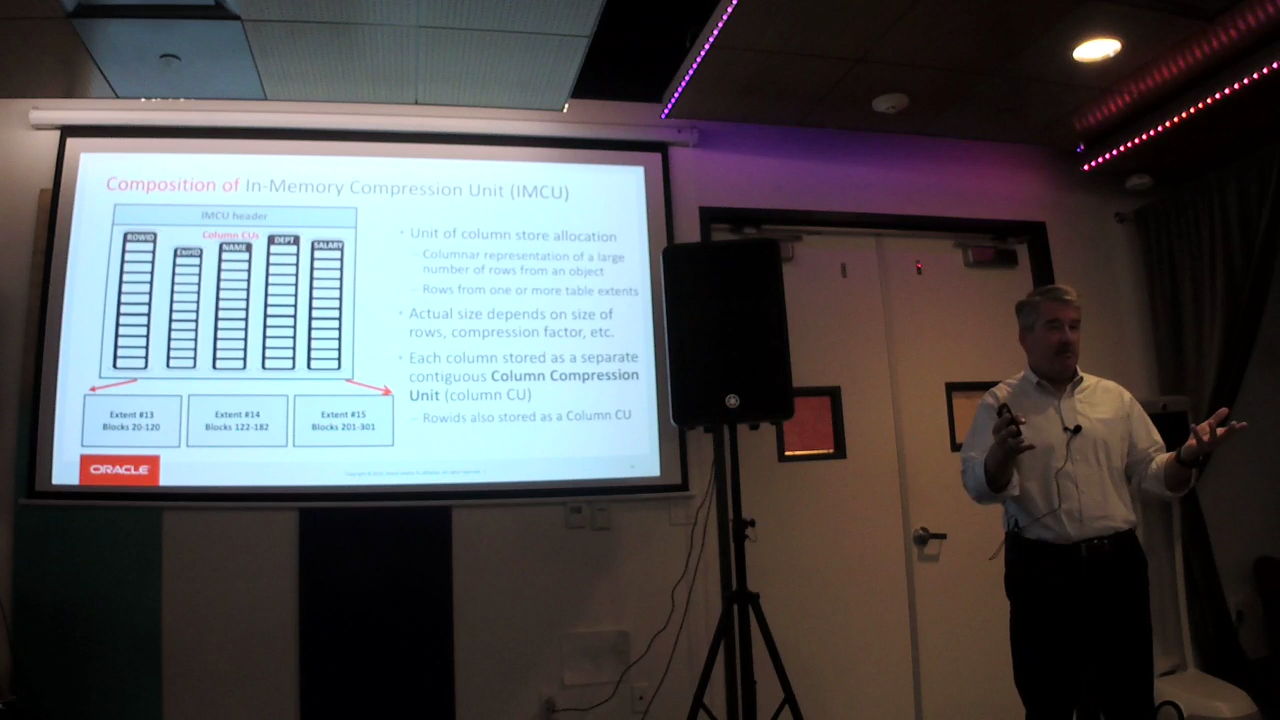 Composition of In-Memory Compression Unit (IMCU)
IMCU header
Column CUs
ROWID
EmpID
NAME
DEPT
SALARY
Extent #13
Blocks 20-120
Extent #14
Blocks 122-182
Extent #15
Blocks 201-301
• Unit of column store allocation
– Columnar representation of a large
number of rows from an object
– Rows from one or more table extents
• Actual size depends on size of
rows, compression factor, etc.
• Each column stored as a separate
contiguous Column Compression
Unit (column CU)
– Rowids also stored as a Column CU
ORACLE